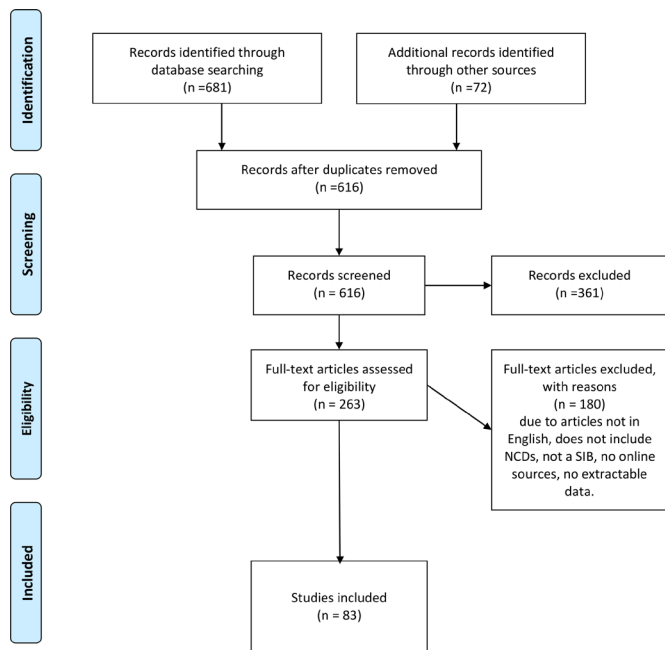 Identification
Records identified through
database searching
(n =681)
Additional records identified
through other sources
(n =72)
Records after duplicates removed
(n =616)
Screening
Records screened
(n = 616)
Records excluded
(n =361)
Eligibility
Full-text articles assessed
for eligibility
(n = 263)
Full-text articles excluded,
with reasons
(n = 180)
due to articles not in
English, does not include
NCDs, not a SIB, no online
sources, no extractable
data.
Included
Studies included
(n = 83)